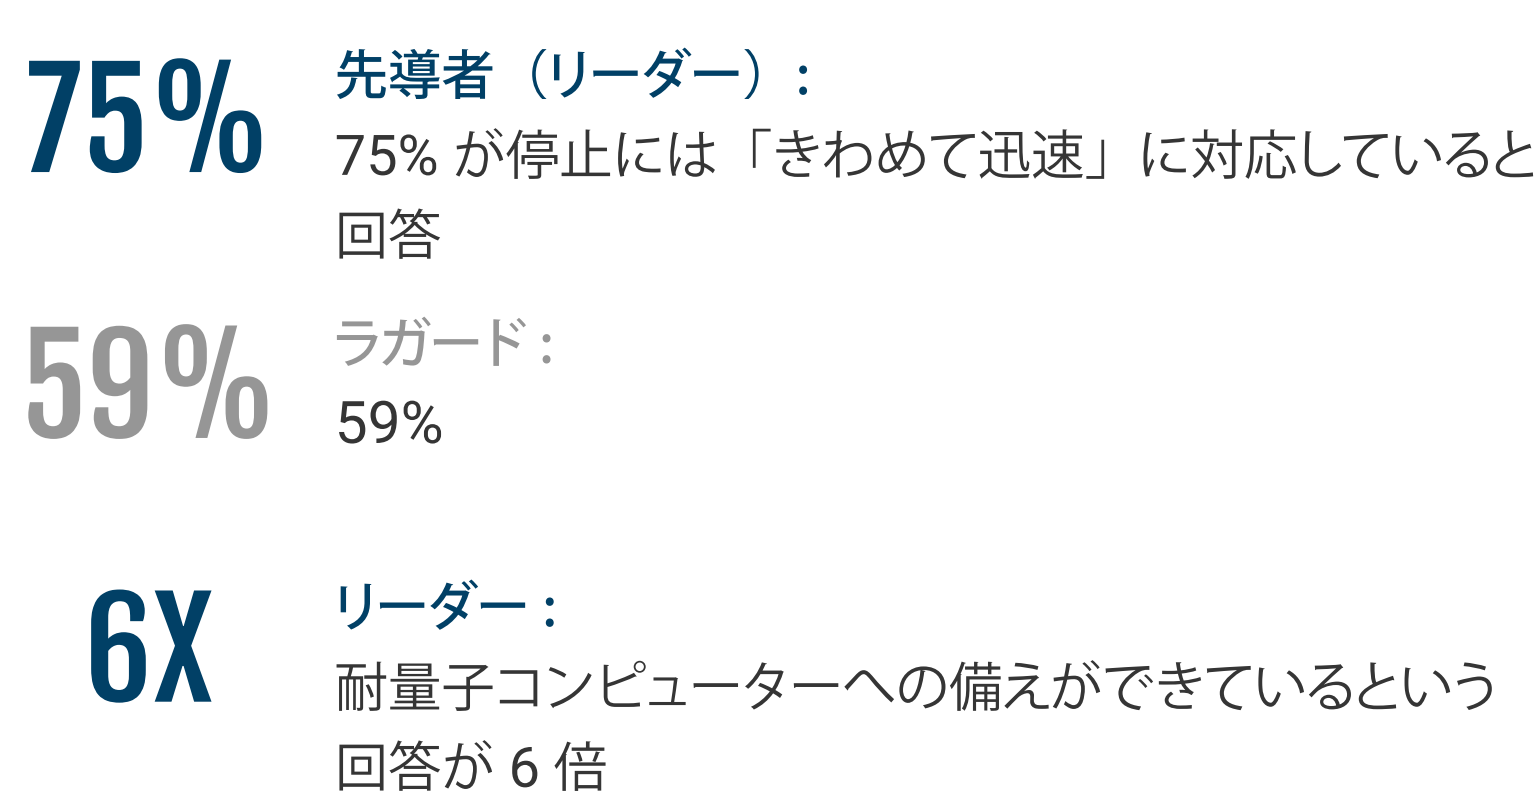 75%
先導者（リーダー）:
75% が停止には「きわめて迅速」に対応していると
回答
59%
ラガード :
59%
6X
リーダー :
耐量子コンピューターへの備えができているという
回答が 6 倍